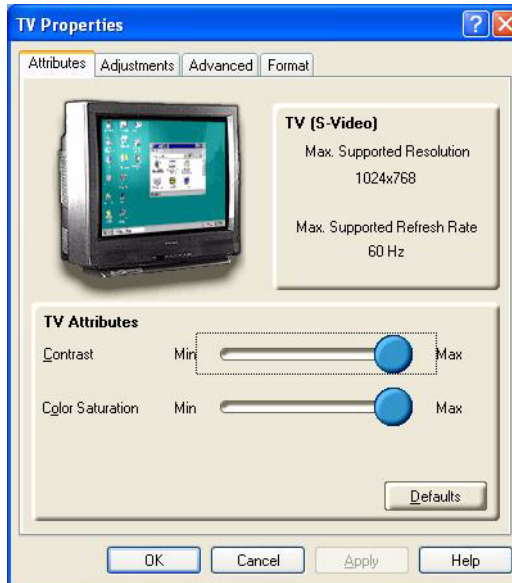 TV Properties
Attributes Adjustments Advanced Format
TV (S-Video)
Max. Supported Resolution
1024x768
Max. Supported Refresh Rate
60 Hz
TV Attributes
Contrast Min Max
Color Saturation Min Max
Defaults
OK Cancel Apply Help